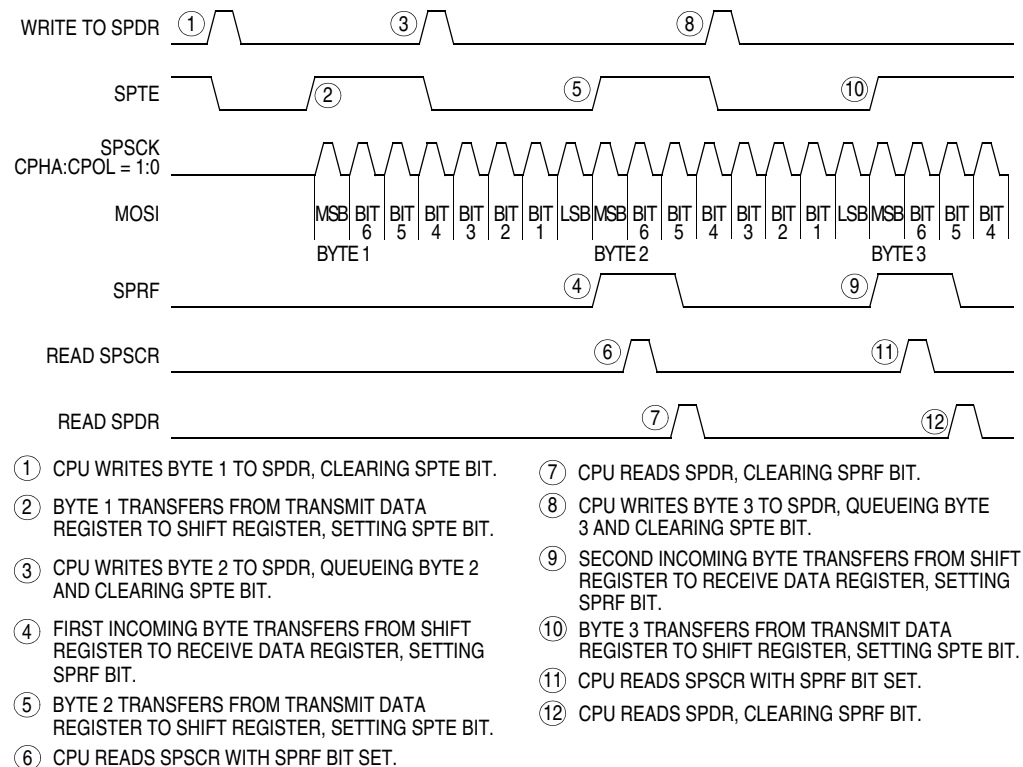 WRITE TO SPDR
1
3
8
SPTE
2
5
10
SPSCK
CPHA:CPOL = 1:0
MOSI
MSB BIT 6 BIT 5 BIT 4 BIT 3 BIT 2 BIT 1 LSB MSB BIT 6 BIT 5 BIT 4 BIT 3 BIT 2 BIT 1 LSB MSB BIT 6 BIT 5 BIT 4
BYTE 1 BYTE 2 BYTE 3
SPRF
4
9
READ SPSCR
6
11
READ SPDR
7
12
1 CPU WRITES BYTE 1 TO SPDR, CLEARING SPTE BIT.
2 BYTE 1 TRANSFERS FROM TRANSMIT DATA
REGISTER TO SHIFT REGISTER, SETTING SPTE BIT.
3 CPU WRITES BYTE 2 TO SPDR, QUEUEING BYTE 2
AND CLEARING SPTE BIT.
4 FIRST INCOMING BYTE TRANSFERS FROM SHIFT
REGISTER TO RECEIVE DATA REGISTER, SETTING
SPRF BIT.
5 BYTE 2 TRANSFERS FROM TRANSMIT DATA
REGISTER TO SHIFT REGISTER, SETTING SPTE BIT.
6 CPU READS SPSCR WITH SPRF BIT SET.
7 CPU READS SPDR, CLEARING SPRF BIT.
8 CPU WRITES BYTE 3 TO SPDR, QUEUEING BYTE
3 AND CLEARING SPTE BIT.
9 SECOND INCOMING BYTE TRANSFERS FROM SHIFT
REGISTER TO RECEIVE DATA REGISTER, SETTING
SPRF BIT.
10 BYTE 3 TRANSFERS FROM TRANSMIT DATA
REGISTER TO SHIFT REGISTER, SETTING SPTE BIT.
11 CPU READS SPSCR WITH SPRF BIT SET.
12 CPU READS SPDR, CLEARING SPRF BIT.